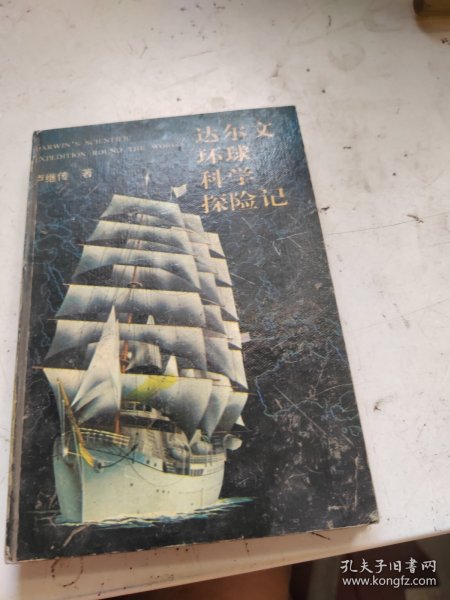 DARWIN'S SCIENTIFIC
EXPEDITION ROUND THE WORLD
卢继传 著
达尔文
环球
科学
探险记
孔夫子旧书网
www.kongfz.com